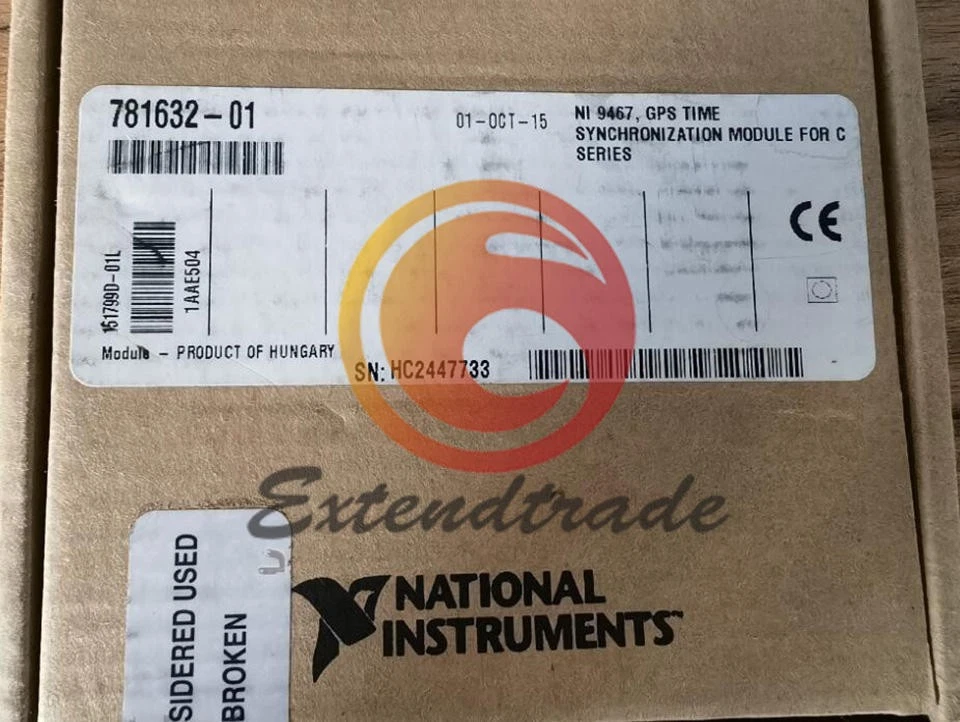 781632-01
01-OCT-15
NI 9467, GPS TIME
SYNCHRONIZATION MODULE FOR C
SERIES
151799D-01L
1AAE504
CE
Module - PRODUCT OF HUNGARY
SN: HC2447733
Extendtrade
SIDERED USED
BROKEN
NATIONAL
INSTRUMENTS™